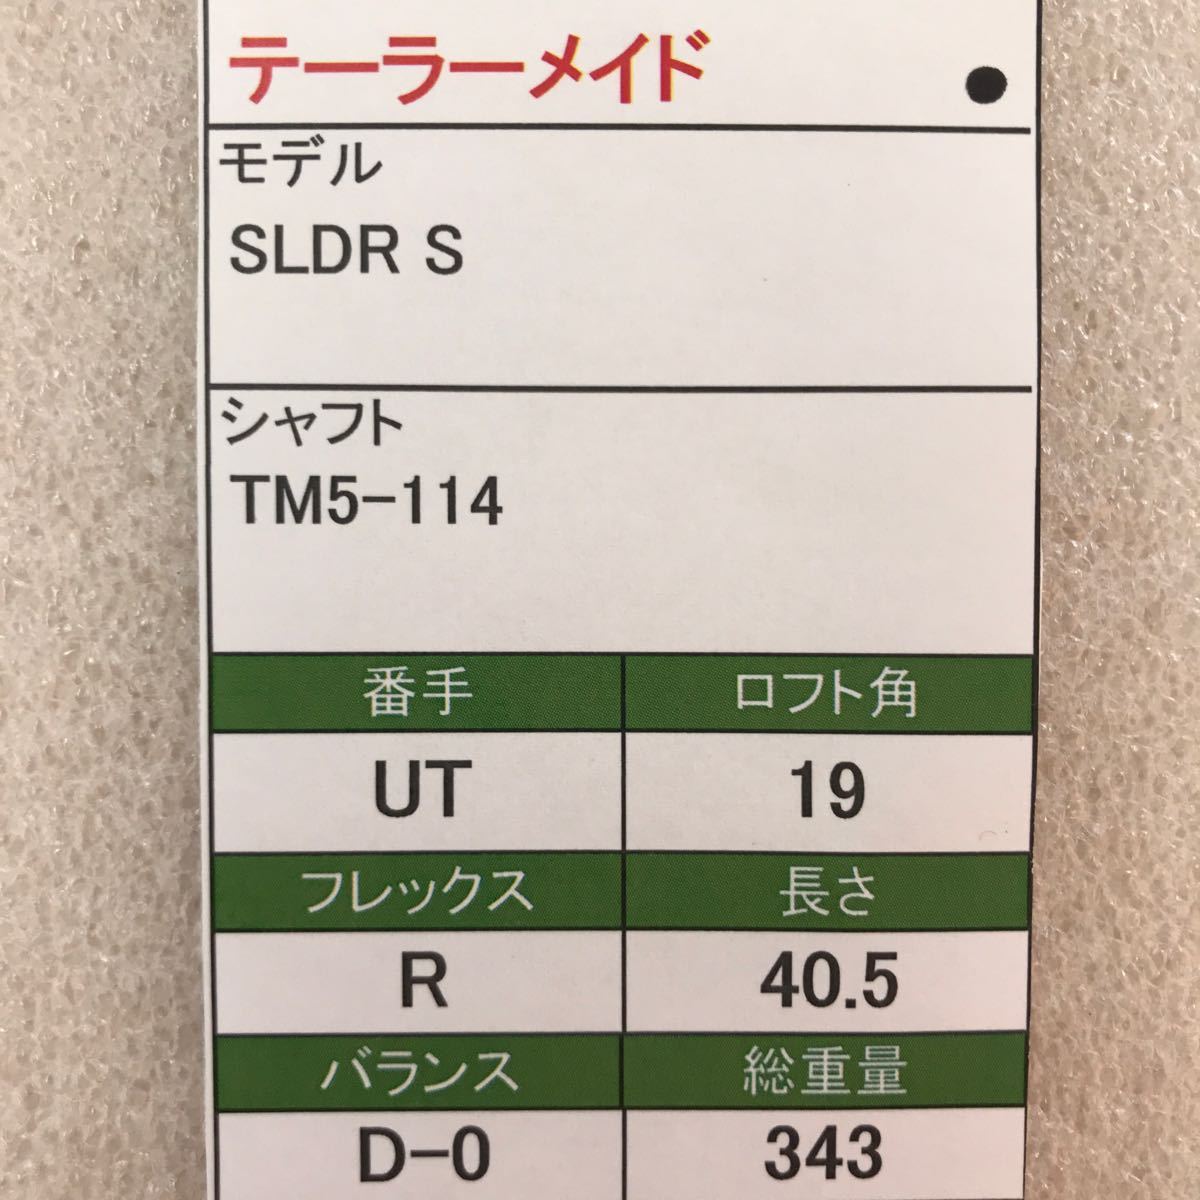 テーラーメイド ●
モデル
SLDR S
シャフト
TM5-114
番手 ロフト角
UT 19
フレックス 長さ
R 40.5
バランス 総重量
D-0 343